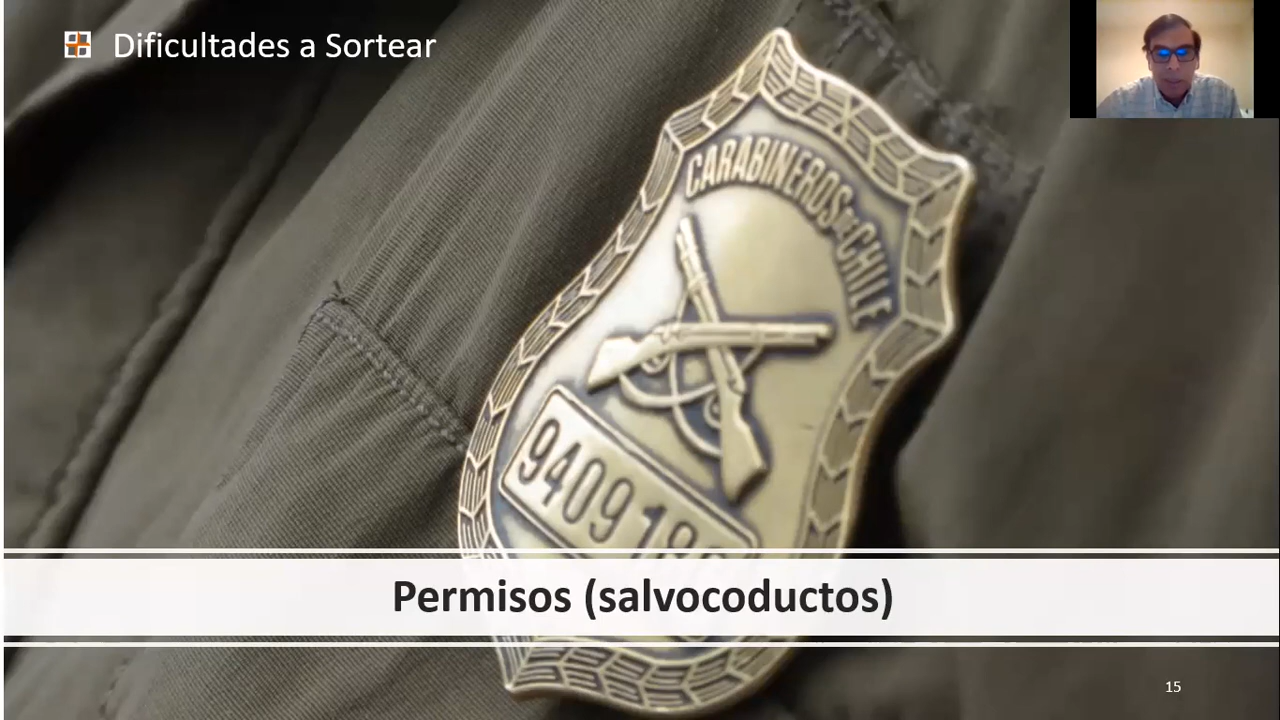 Dificultades a Sortear
CARABINEROS DE CHILE
Permisos (salvocoductos)
15